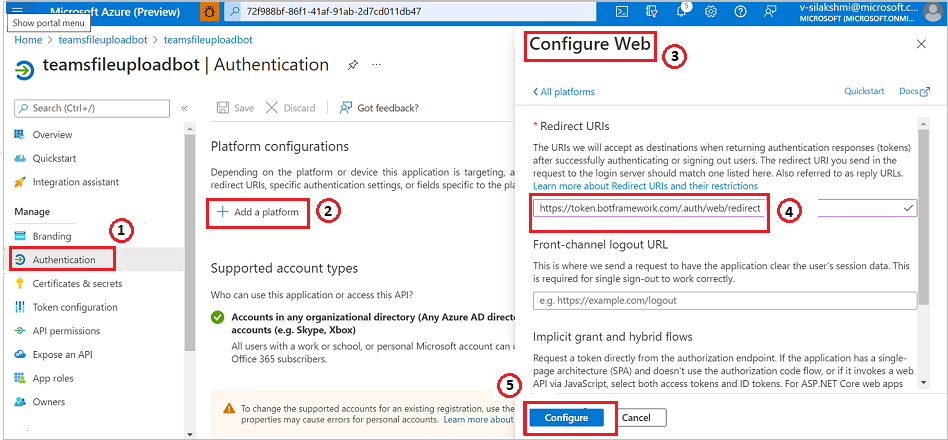 Microsoft Azure (Preview)
72f988bf-86f1-41af-91ab-2d7cd011db47
5
v-silakshmi@microsoft.c...
MICROSOFT (MICROSOFT.ONMI...
Show portal menu
Home > teamsfileuploadbot > teamsfileuploadbot
teamsfileuploadbot | Authentication ...
Search (Ctrl+/) «
Overview
Quickstart
Integration assistant
Manage
1
Branding
Authentication
Certificates & secrets
Token configuration
API permissions
Expose an API
App roles
Owners
Save Discard Got feedback?
Platform configurations
Depending on the platform or device this application is targeting, a
redirect URIs, specific authentication settings, or fields specific to the pla
+ Add a platform 2
Supported account types
Who can use this application or access this API?
Accounts in any organizational directory (Any Azure AD directo
accounts (e.g. Skype, Xbox)
All users with a work or school, or personal Microsoft account can u
Office 365 subscribers.
To change the supported accounts for an existing registration, use the
properties may cause errors for personal accounts. Learn more about
Configure Web 3
All platforms Quickstart Docs
* Redirect URIs
The URIs we will accept as destinations when returning authentication responses (tokens)
after successfully authenticating or signing out users. The redirect URI you send in the
request to the login server should match one listed here. Also referred to as reply URLs.
Learn more about Redirect URIs and their restrictions
https://token.botframework.com/.auth/web/redirect 4
Front-channel logout URL
This is where we send a request to have the application clear the user's session data. This
is required for single sign-out to work correctly.
e.g. https://example.com/logout
Implicit grant and hybrid flows
Request a token directly from the authorization endpoint. If the application has a single-
page architecture (SPA) and doesn't use the authorization code flow, or if it invokes a web
API via JavaScript, select both access tokens and ID tokens. For ASP.NET Core web apps
5
Configure Cancel